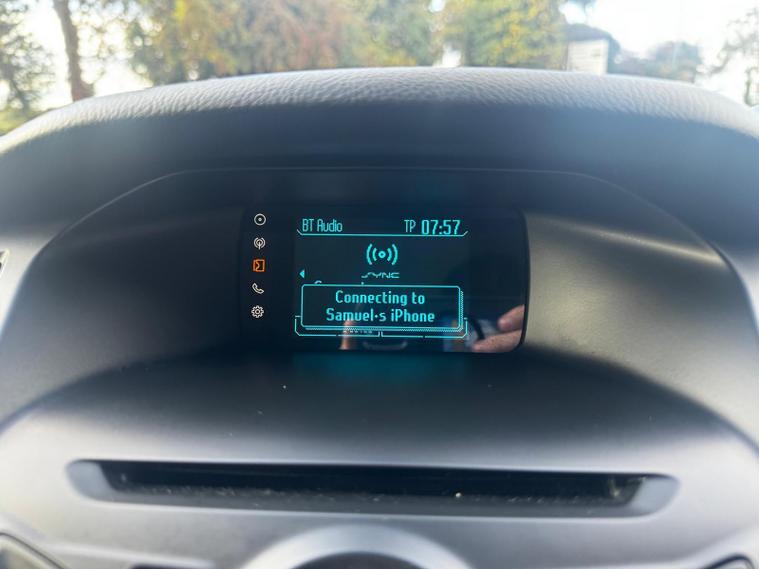 BT Audio TP 07:57
SYNC
Connecting to
Samuel·s iPhone